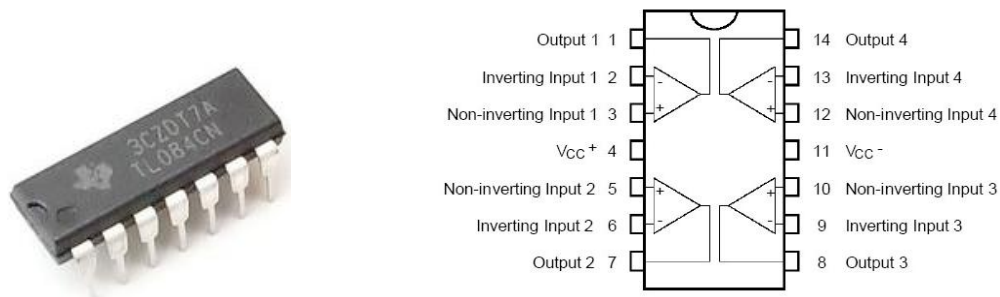 3CZDT7A
TL084CN
Output 1 1
Inverting Input 1 2
Non-inverting Input 1 3
VCC + 4
Non-inverting Input 2 5
Inverting Input 2 6
Output 2 7
- +
- +
+ -
+ -
14 Output 4
13 Inverting Input 4
12 Non-inverting Input 4
11 VCC -
10 Non-inverting Input 3
9 Inverting Input 3
8 Output 3